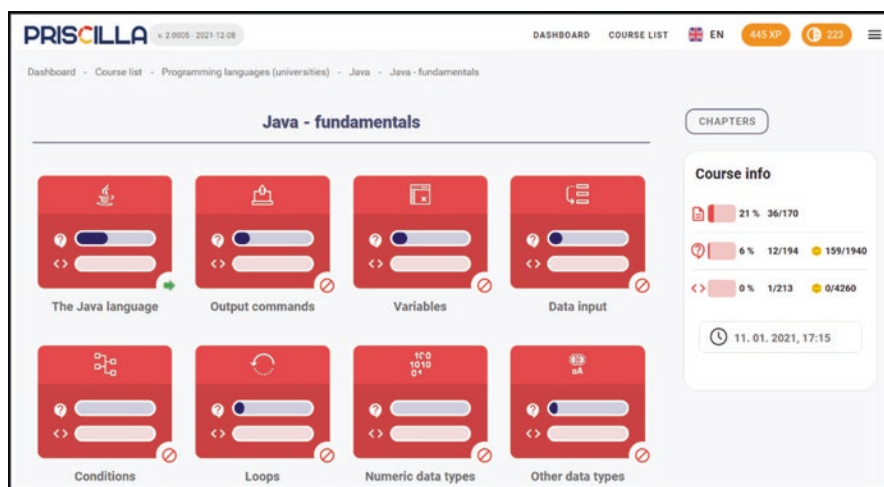 PRISCILLA v. 2.0005 - 2021-12-08 DASHBOARD COURSE LIST EN 445 XP 223
Dashboard - Course list - Programming languages (universities) - Java - Java - fundamentals
Java - fundamentals
CHAPTERS
Course info
21 % 36/170
6 % 12/194 159/1940
0 % 1/213 0/4260
11. 01. 2021, 17:15
The Java language Output commands Variables Data input
Conditions Loops Numeric data types Other data types